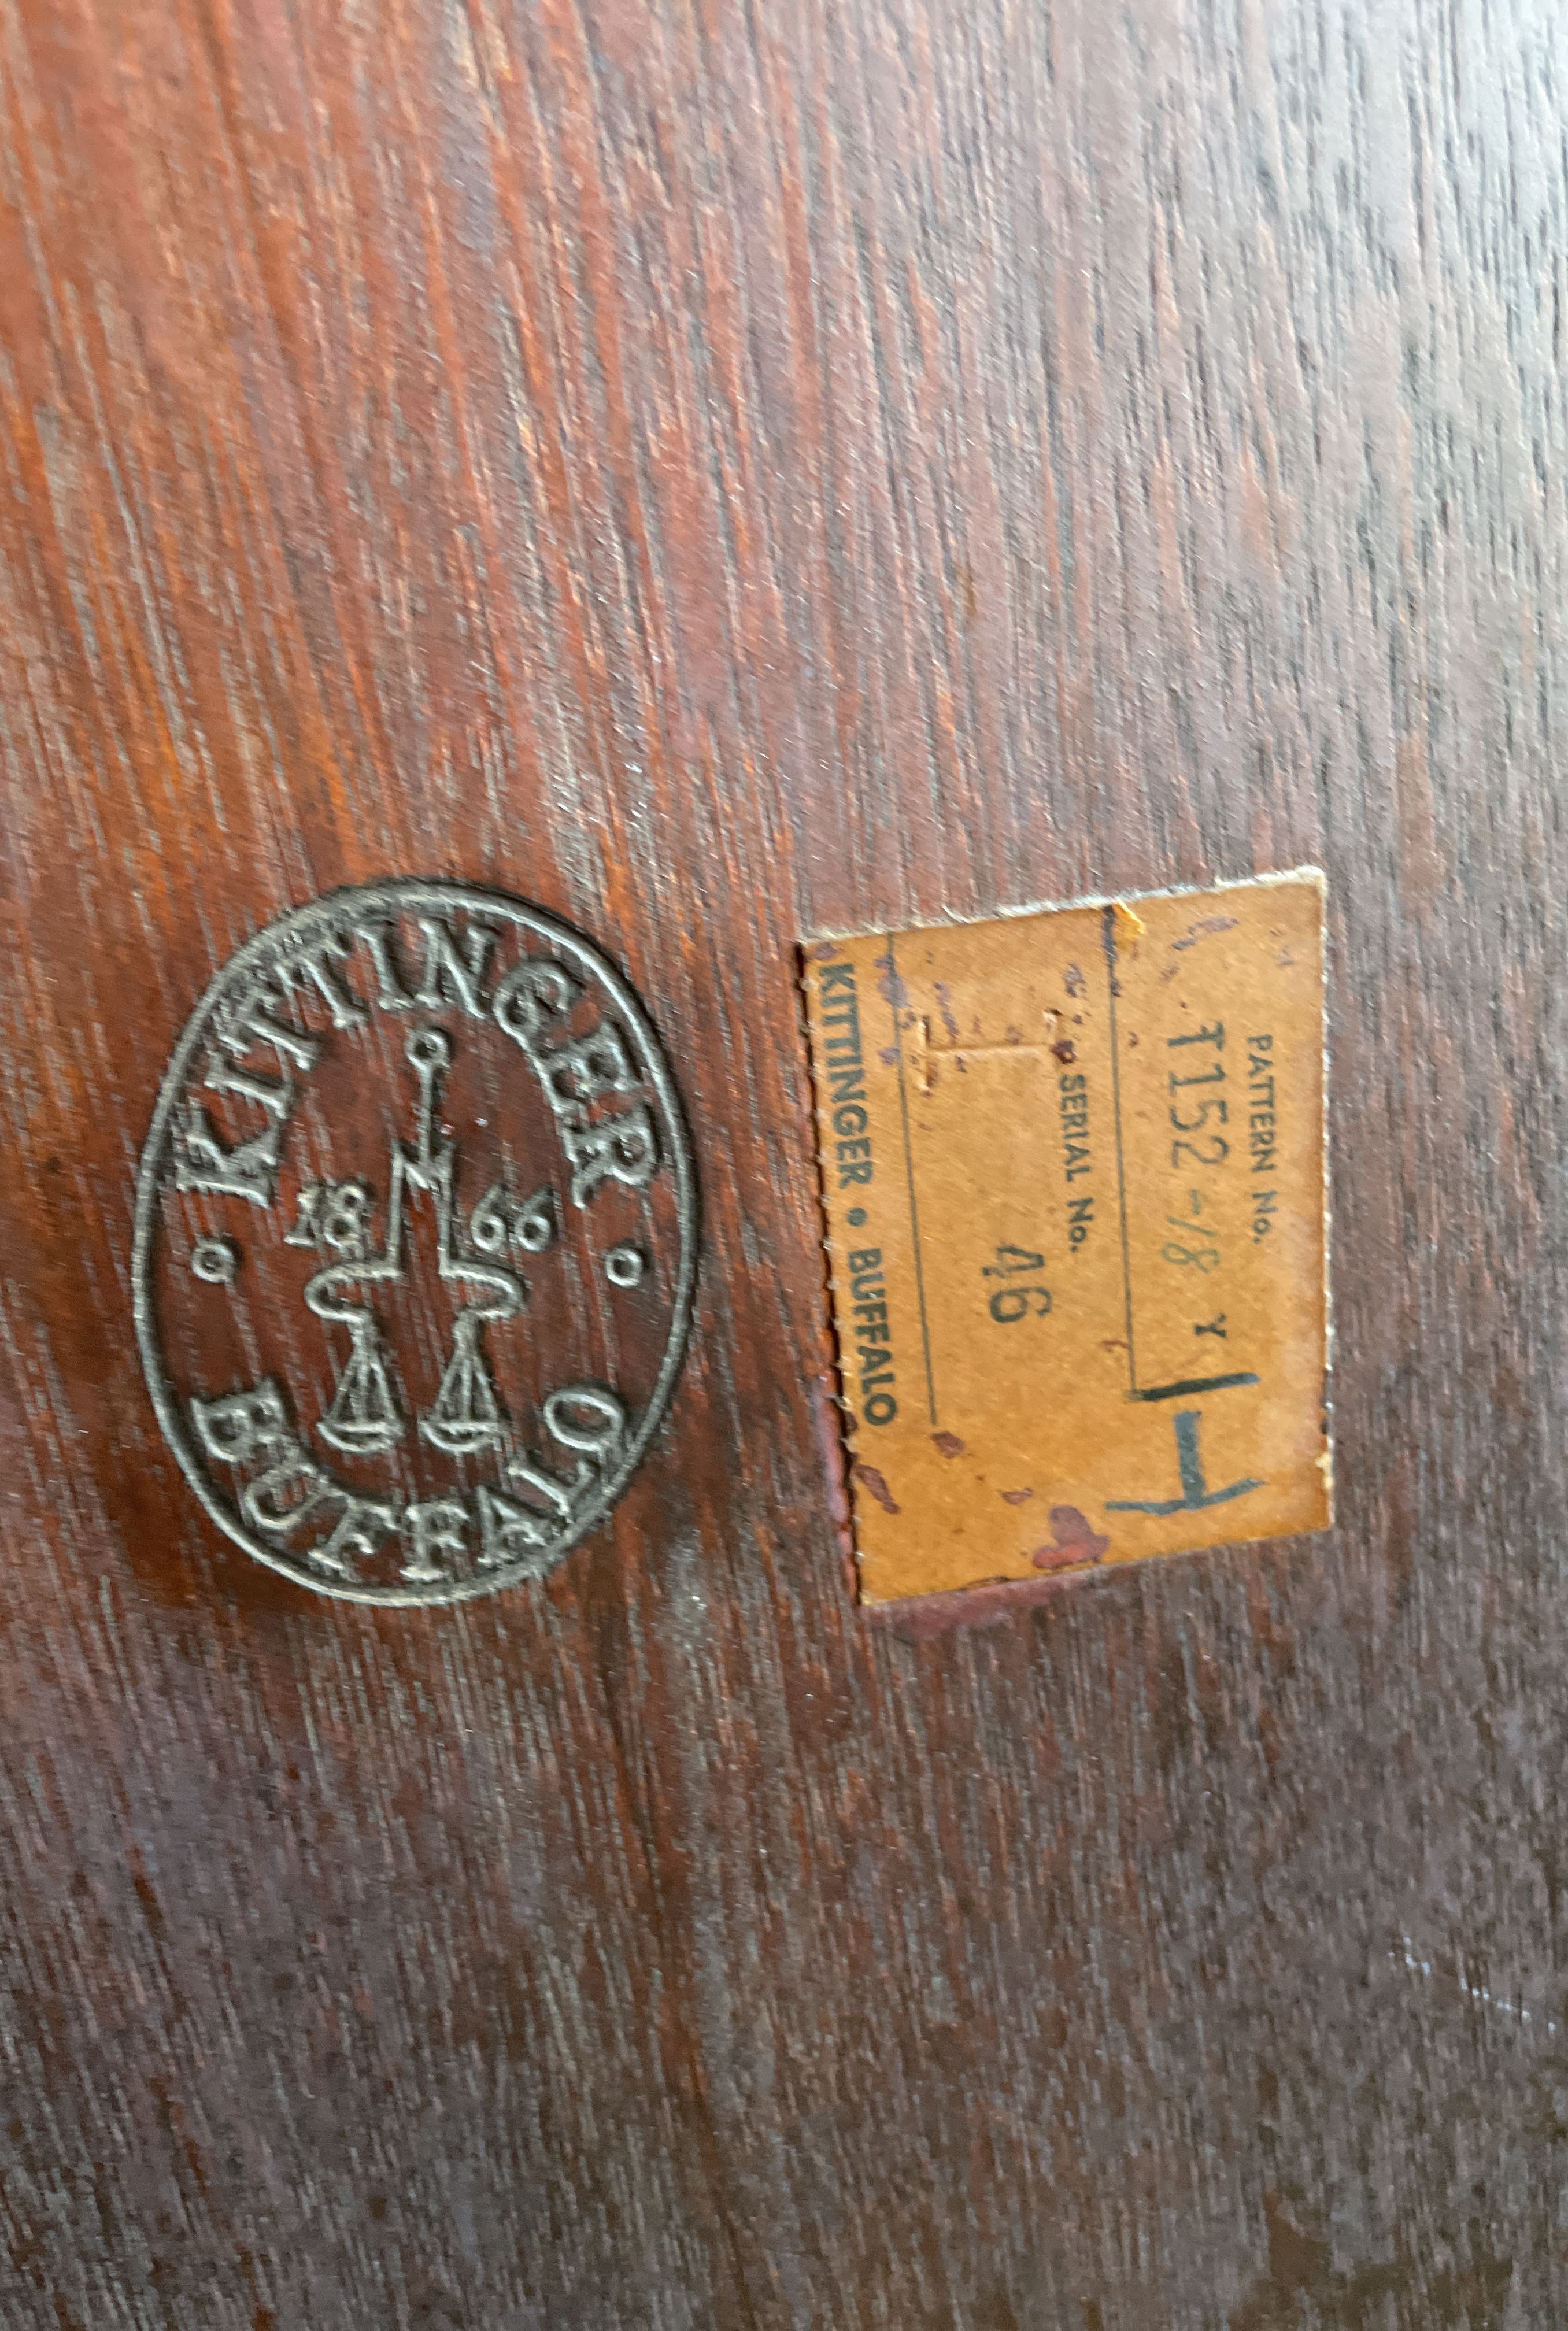 KITTINGER
1866
BUFFALO
PATTERN No.
T152-18 Y
H
SERIAL No.
46
KITTINGER • BUFFALO